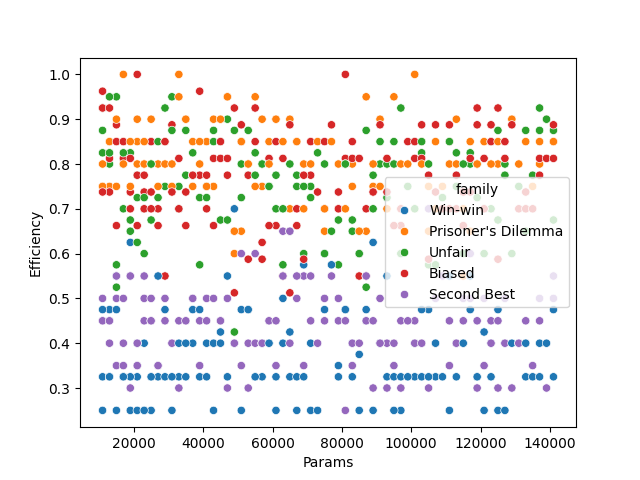 1.0
0.9
0.8
0.7
0.6
0.5
0.4
0.3
Efficiency
family
Win-win
Prisoner's Dilemma
Unfair
Biased
Second Best
20000 40000 60000 80000 100000 120000 140000
Params